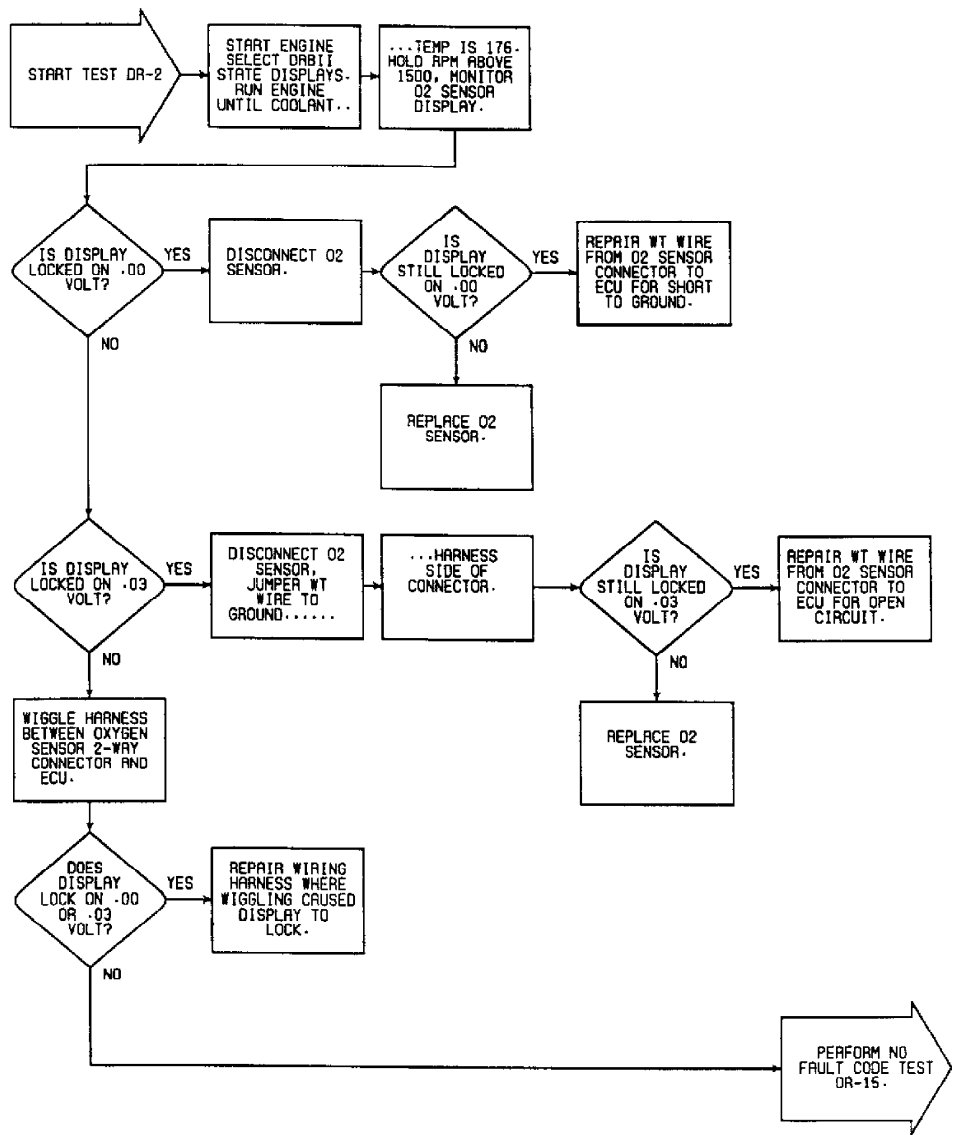 START TEST DR-2
START ENGINE
SELECT DRBII
STATE DISPLAYS.
RUN ENGINE
UNTIL COOLANT..
...TEMP IS 176.
HOLD RPM ABOVE
1500, MONITOR
O2 SENSOR
DISPLAY.
IS DISPLAY
LOCKED ON .00
VOLT?
YES
NO
DISCONNECT O2
SENSOR.
IS
DISPLAY
STILL LOCKED
ON .00
VOLT?
YES
NO
REPAIR WT WIRE
FROM O2 SENSOR
CONNECTOR TO
ECU FOR SHORT
TO GROUND.
REPLACE O2
SENSOR.
IS DISPLAY
LOCKED ON .03
VOLT?
YES
NO
DISCONNECT O2
SENSOR,
JUMPER WT
WIRE TO
GROUND......
...HARNESS
SIDE OF
CONNECTOR.
IS
DISPLAY
STILL LOCKED
ON .03
VOLT?
YES
NO
REPAIR WT WIRE
FROM O2 SENSOR
CONNECTOR TO
ECU FOR OPEN
CIRCUIT.
REPLACE O2
SENSOR.
WIGGLE HARNESS
BETWEEN OXYGEN
SENSOR 2-WAY
CONNECTOR AND
ECU.
DOES
DISPLAY
LOCK ON .00
OR .03
VOLT?
YES
NO
REPAIR WIRING
HARNESS WHERE
WIGGLING CAUSED
DISPLAY TO
LOCK.
PERFORM NO
FAULT CODE TEST
DR-15.